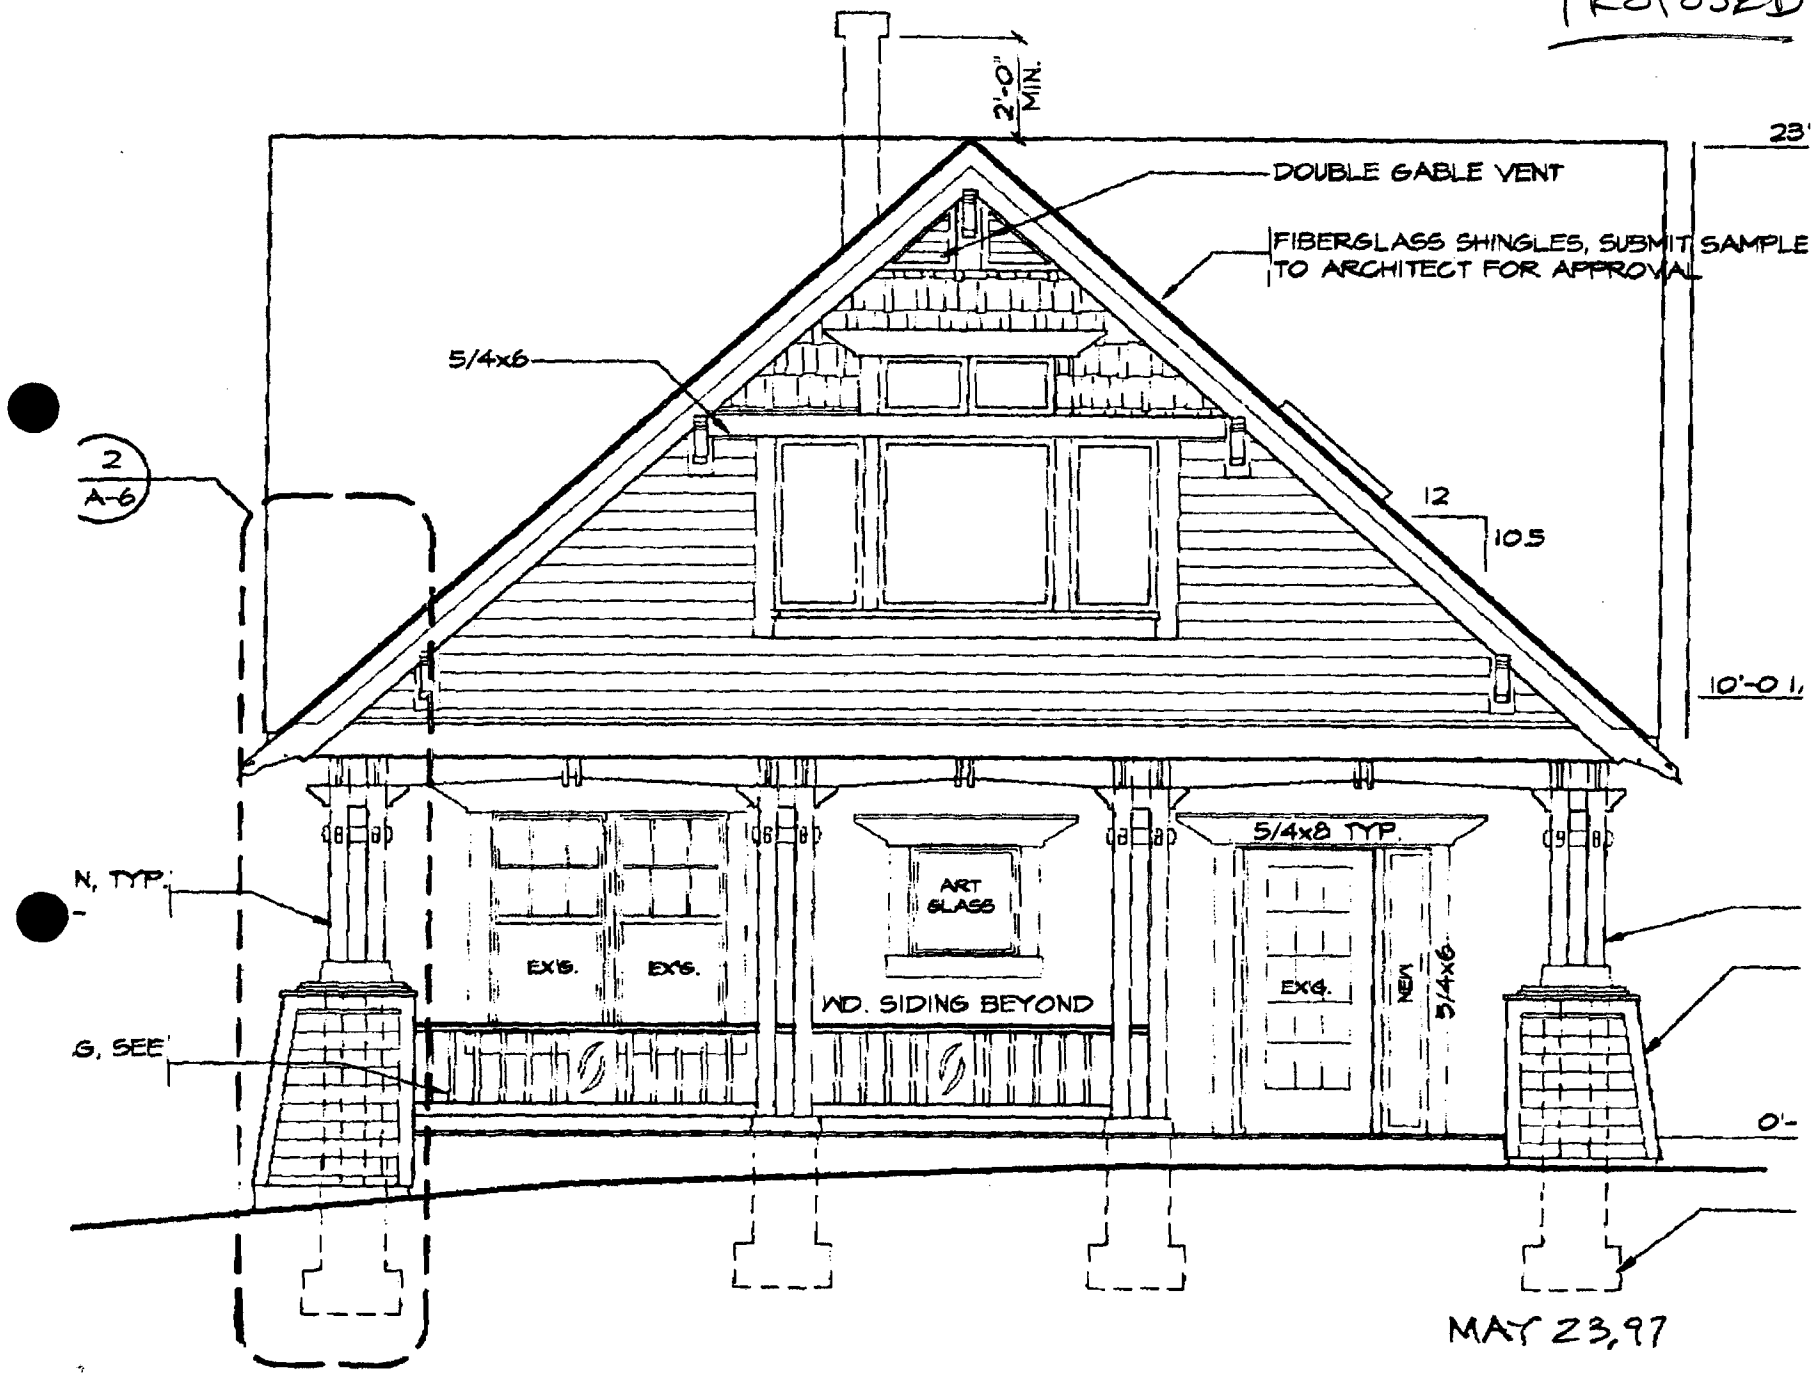 PROPOSED
2'-0"
MIN.
23'
DOUBLE GABLE VENT
FIBERGLASS SHINGLES, SUBMIT SAMPLE
TO ARCHITECT FOR APPROVAL
5/4x6
2
A-6
12
10.5
10'-0 1/
5/4x8 TYP.
N, TYP.
-
ART
GLASS
EX'G.
EX'G.
EX'G.
NEW
5/4x6
WD. SIDING BEYOND
G, SEE
0'-
MAY 23, 97